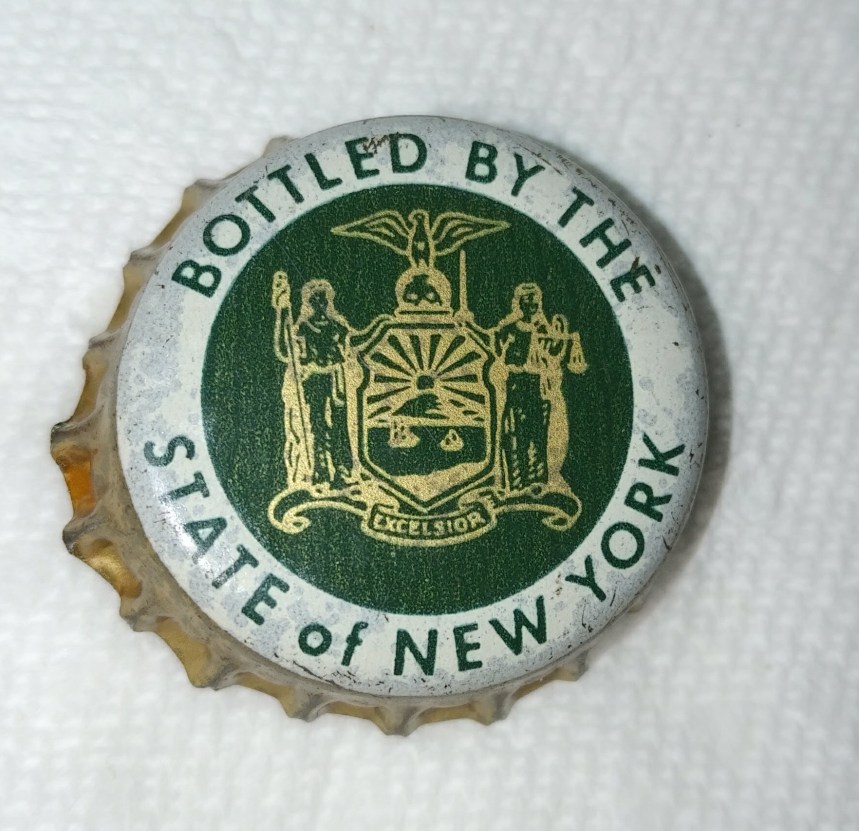 BOTTLED BY THE
STATE of NEW YORK
EXCELSIOR